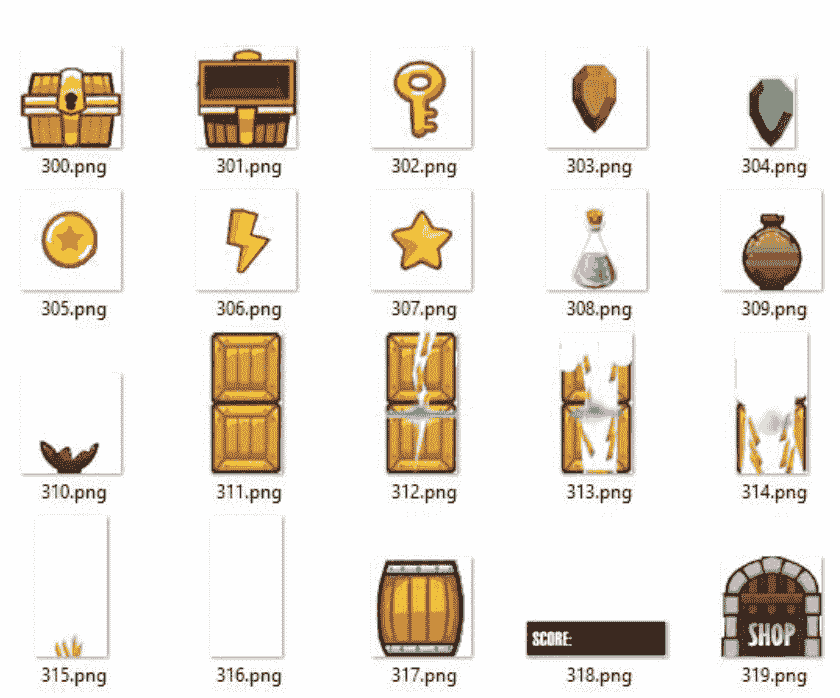 300.png 301.png 302.png 303.png 304.png
305.png 306.png 307.png 308.png 309.png
310.png 311.png 312.png 313.png 314.png
SCORE:
SHOP
315.png 316.png 317.png 318.png 319.png